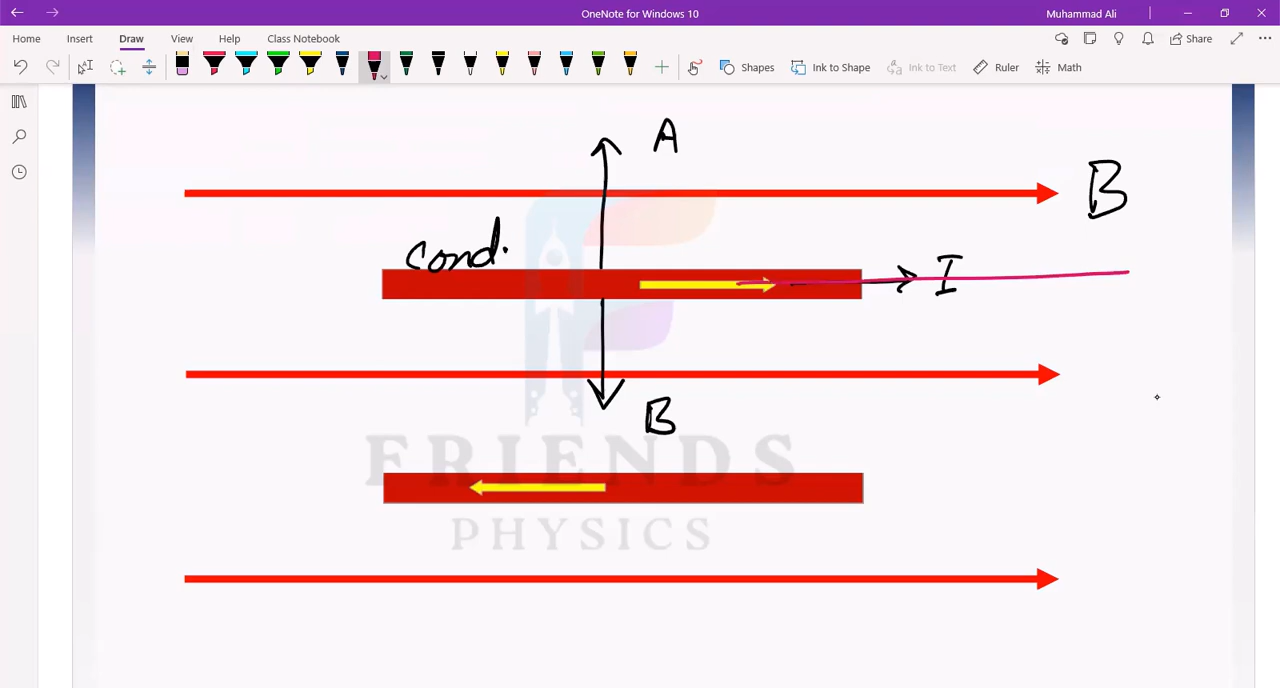 OneNote for Windows 10
Muhammad Ali
Home Insert Draw View Help Class Notebook
Share
Shapes Ink to Shape Ink to Text Ruler Math
A
B
cond.
I
B
FRIENDS
PHYSICS